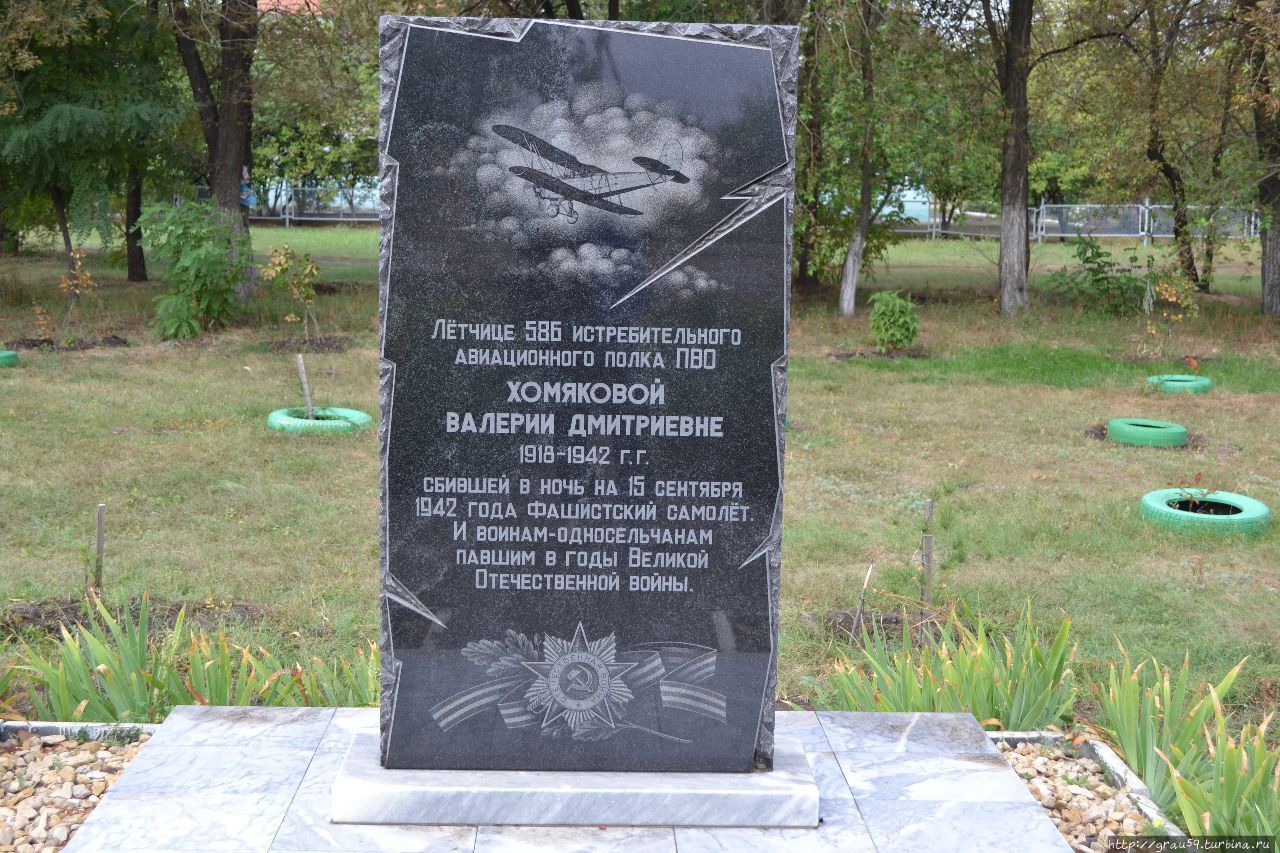 Лётчице 586 истребительного
авиационного полка ПВО
Хомяковой
Валерии Дмитриевне
1918-1942 г.г.
сбившей в ночь на 15 сентября
1942 года фашистский самолёт.
И воинам-односельчанам
павшим в годы Великой
Отечественной войны.
http://grau59.turbina.ru